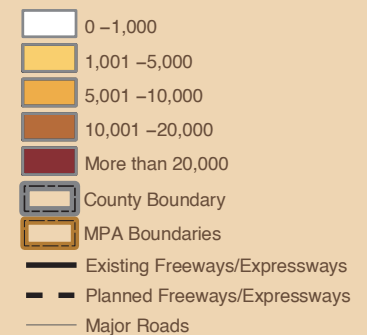 0 –1,000
1,001 –5,000
5,001 –10,000
10,001 –20,000
More than 20,000
County Boundary
MPA Boundaries
Existing Freeways/Expressways
Planned Freeways/Expressways
Major Roads